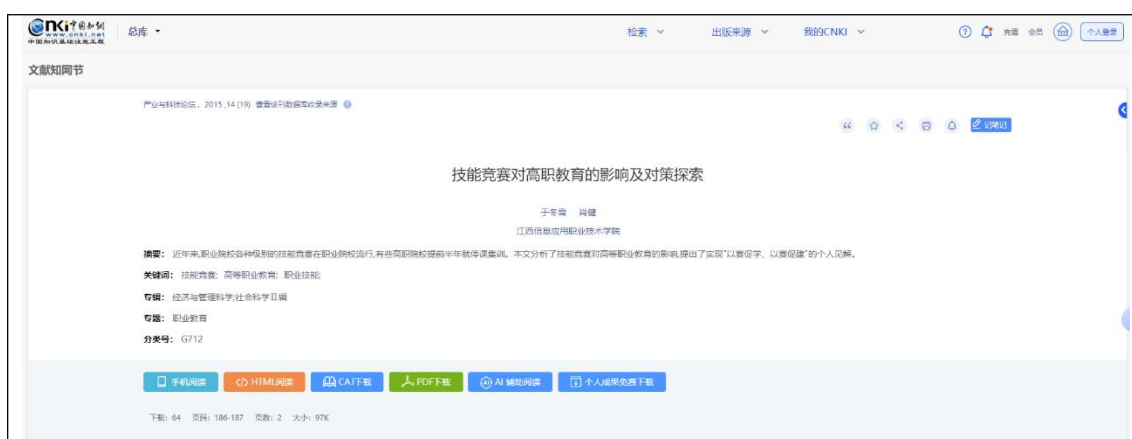 CNKi中国知网
www.cnki.net
中国知识基础设施工程
总库
检索
出版来源
我的CNKI
充值
会员
个人登录
文献知网节
产业与科技论坛 . 2015 ,14 (19) 查看该刊数据库收录来源
记笔记
技能竞赛对高职教育的影响及对策探索
于冬雪 肖健
江西信息应用职业技术学院
摘要: 近年来,职业院校各种级别的技能竞赛在职业院校流行,有些高职院校提前半年就停课集训。本文分析了技能竞赛对高等职业教育的影响,提出了实现"以赛促学、以赛促建"的个人见解。
关键词: 技能竞赛; 高等职业教育; 职业技能;
专辑: 经济与管理科学;社会科学Ⅱ辑
专题: 职业教育
分类号: G712
手机阅读
HTML阅读
CAJ下载
PDF下载
AI 辅助阅读
个人成果免费下载
下载: 64 页码: 186-187 页数: 2 大小: 97K